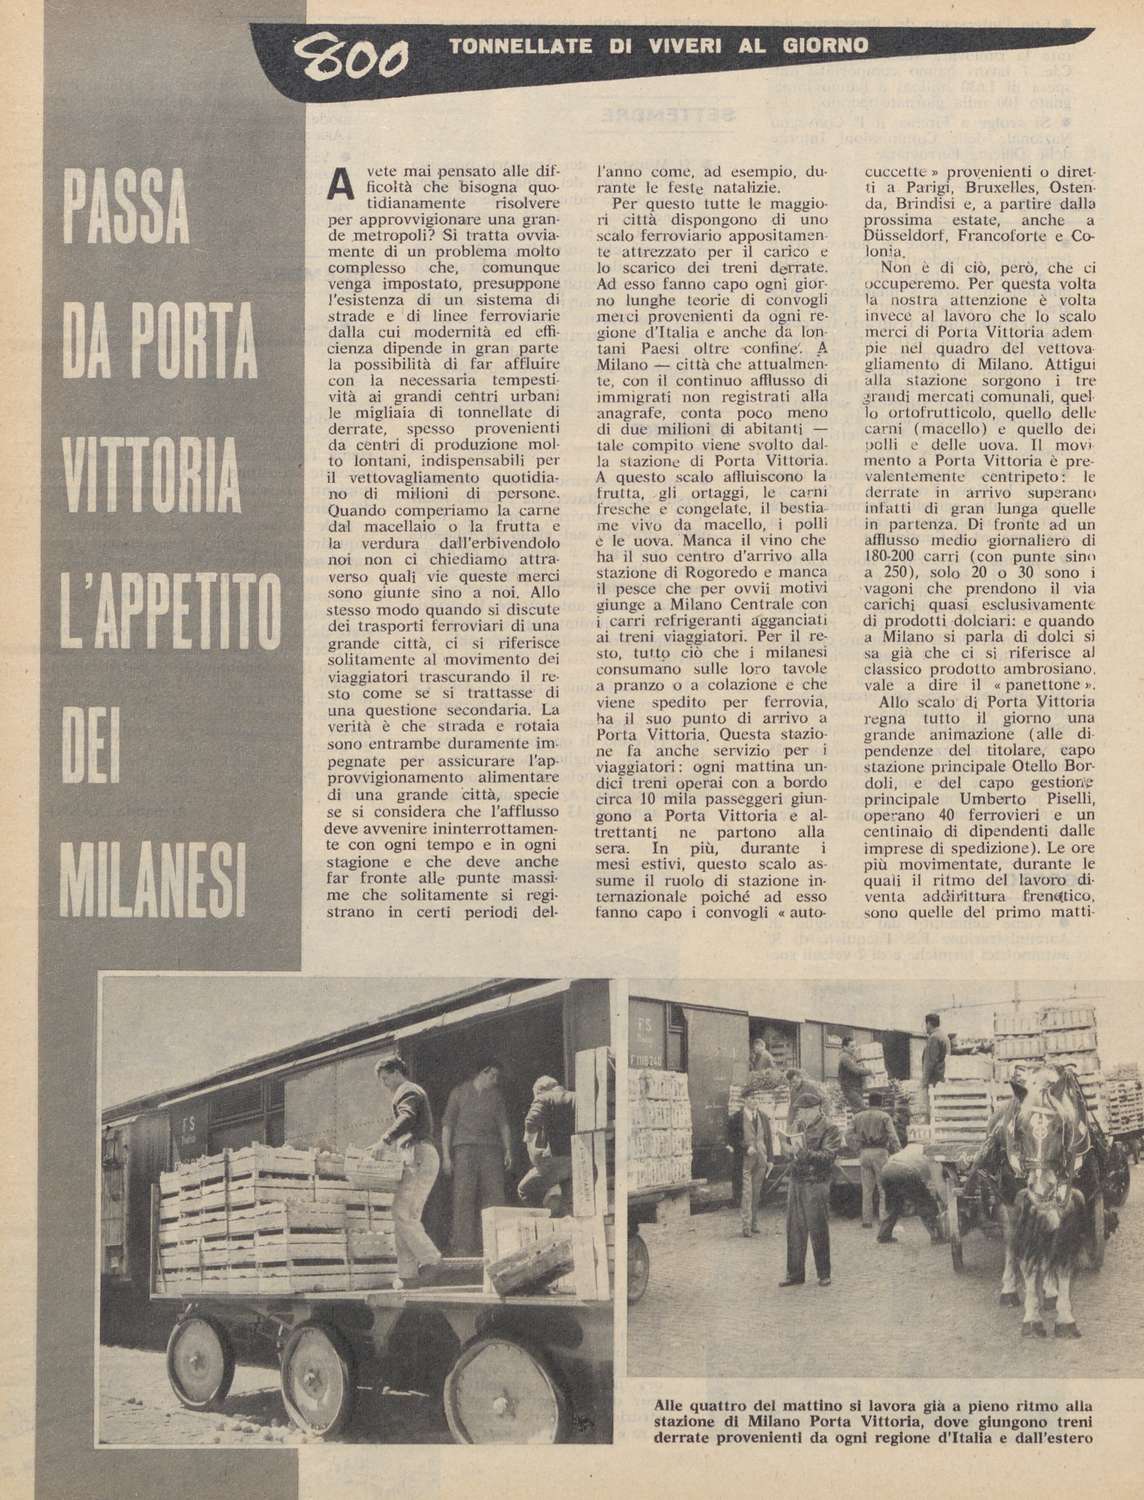 800 TONNELLATE DI VIVERI AL GIORNO
PASSA
DA PORTA
VITTORIA
L'APPETITO
DEI
MILANESI
Avete mai pensato alle dif-
ficoltà che bisogna quo-
tidianamente risolvere
per approvvigionare una gran-
de metropoli? Si tratta ovvia-
mente di un problema molto
complesso che, comunque
venga impostato, presuppone
l'esistenza di un sistema di
strade e di linee ferroviarie
dalla cui modernità ed effi-
cienza dipende in gran parte
la possibilità di far affluire
con la necessaria tempesti-
vità ai grandi centri urbani
le migliaia di tonnellate di
derrate, spesso provenienti
da centri di produzione mol-
to lontani, indispensabili per
il vettovagliamento quotidia-
no di milioni di persone.
Quando comperiamo la carne
dal macellaio o la frutta e
la verdura dall'erbivendolo
noi non ci chiediamo attra-
verso quali vie queste merci
sono giunte sino a noi. Allo
stesso modo quando si discute
dei trasporti ferroviari di una
grande città, ci si riferisce
solitamente al movimento dei
viaggiatori trascurando il re-
sto come se si trattasse di
una questione secondaria. La
verità è che strada e rotaia
sono entrambe duramente im-
pegnate per assicurare l'ap-
provvigionamento alimentare
di una grande città, specie
se si considera che l'afflusso
deve avvenire ininterrottamen-
te con ogni tempo e in ogni
stagione e che deve anche
far fronte alle punte massi-
me che solitamente si regi-
strano in certi periodi del-
l'anno come, ad esempio, du-
rante le feste natalizie.
Per questo tutte le maggio-
ri città dispongono di uno
scalo ferroviario appositamen-
te attrezzato per il carico e
lo scarico dei treni derrate.
Ad esso fanno capo ogni gior-
no lunghe teorie di convogli
merci provenienti da ogni re-
gione d'Italia e anche da lon-
tani Paesi oltre confine. A
Milano — città che attualmen-
te, con il continuo afflusso di
immigrati non registrati alla
anagrafe, conta poco meno
di due milioni di abitanti —
tale compito viene svolto dal-
la stazione di Porta Vittoria.
A questo scalo affluiscono la
frutta, gli ortaggi, le carni
fresche e congelate, il bestia-
me vivo da macello, i polli
e le uova. Manca il vino che
ha il suo centro d'arrivo alla
stazione di Rogoredo e manca
il pesce che per ovvii motivi
giunge a Milano Centrale con
i carri refrigeranti agganciati
ai treni viaggiatori. Per il re-
sto, tutto ciò che i milanesi
consumano sulle loro tavole
a pranzo o a colazione e che
viene spedito per ferrovia,
ha il suo punto di arrivo a
Porta Vittoria. Questa stazio-
ne fa anche servizio per i
viaggiatori: ogni mattina un-
dici treni operai con a bordo
circa 10 mila passeggeri giun-
gono a Porta Vittoria e al-
trettanti ne partono alla
sera. In più, durante i
mesi estivi, questo scalo as-
sume il ruolo di stazione in-
ternazionale poiché ad esso
fanno capo i convogli « auto-
cuccette » provenienti o diret-
ti a Parigi, Bruxelles, Osten-
da, Brindisi e, a partire dalla
prossima estate, anche a
Düsseldorf, Francoforte e Co-
lonia.
Non è di ciò, però, che ci
occuperemo. Per questa volta
la nostra attenzione è volta
invece al lavoro che lo scalo
merci di Porta Vittoria adem-
pie nel quadro del vettova-
gliamento di Milano. Attigui
alla stazione sorgono i tre
grandi mercati comunali, quel-
lo ortofrutticolo, quello delle
carni (macello) e quello dei
polli e delle uova. Il movi-
mento a Porta Vittoria è pre-
valentemente centripeto: le
derrate in arrivo superano
infatti di gran lunga quelle
in partenza. Di fronte ad un
afflusso medio giornaliero di
180-200 carri (con punte sino
a 250), solo 20 o 30 sono i
vagoni che prendono il via
carichi quasi esclusivamente
di prodotti dolciari: e quando
a Milano si parla di dolci si
sa già che ci si riferisce al
classico prodotto ambrosiano,
vale a dire il « panettone ».
Allo scalo di Porta Vittoria
regna tutto il giorno una
grande animazione (alle di-
pendenze del titolare, capo
stazione principale Otello Bor-
doli, e del capo gestione
principale Umberto Piselli,
operano 40 ferrovieri e un
centinaio di dipendenti dalle
imprese di spedizione). Le ore
più movimentate, durante le
quali il ritmo del lavoro di-
venta addirittura frenetico,
sono quelle del primo matti-
FS
Italia
FS
Italia
F 1195240
Alle quattro del mattino si lavora già a pieno ritmo alla
stazione di Milano Porta Vittoria, dove giungono treni
derrate provenienti da ogni regione d'Italia e dall'estero